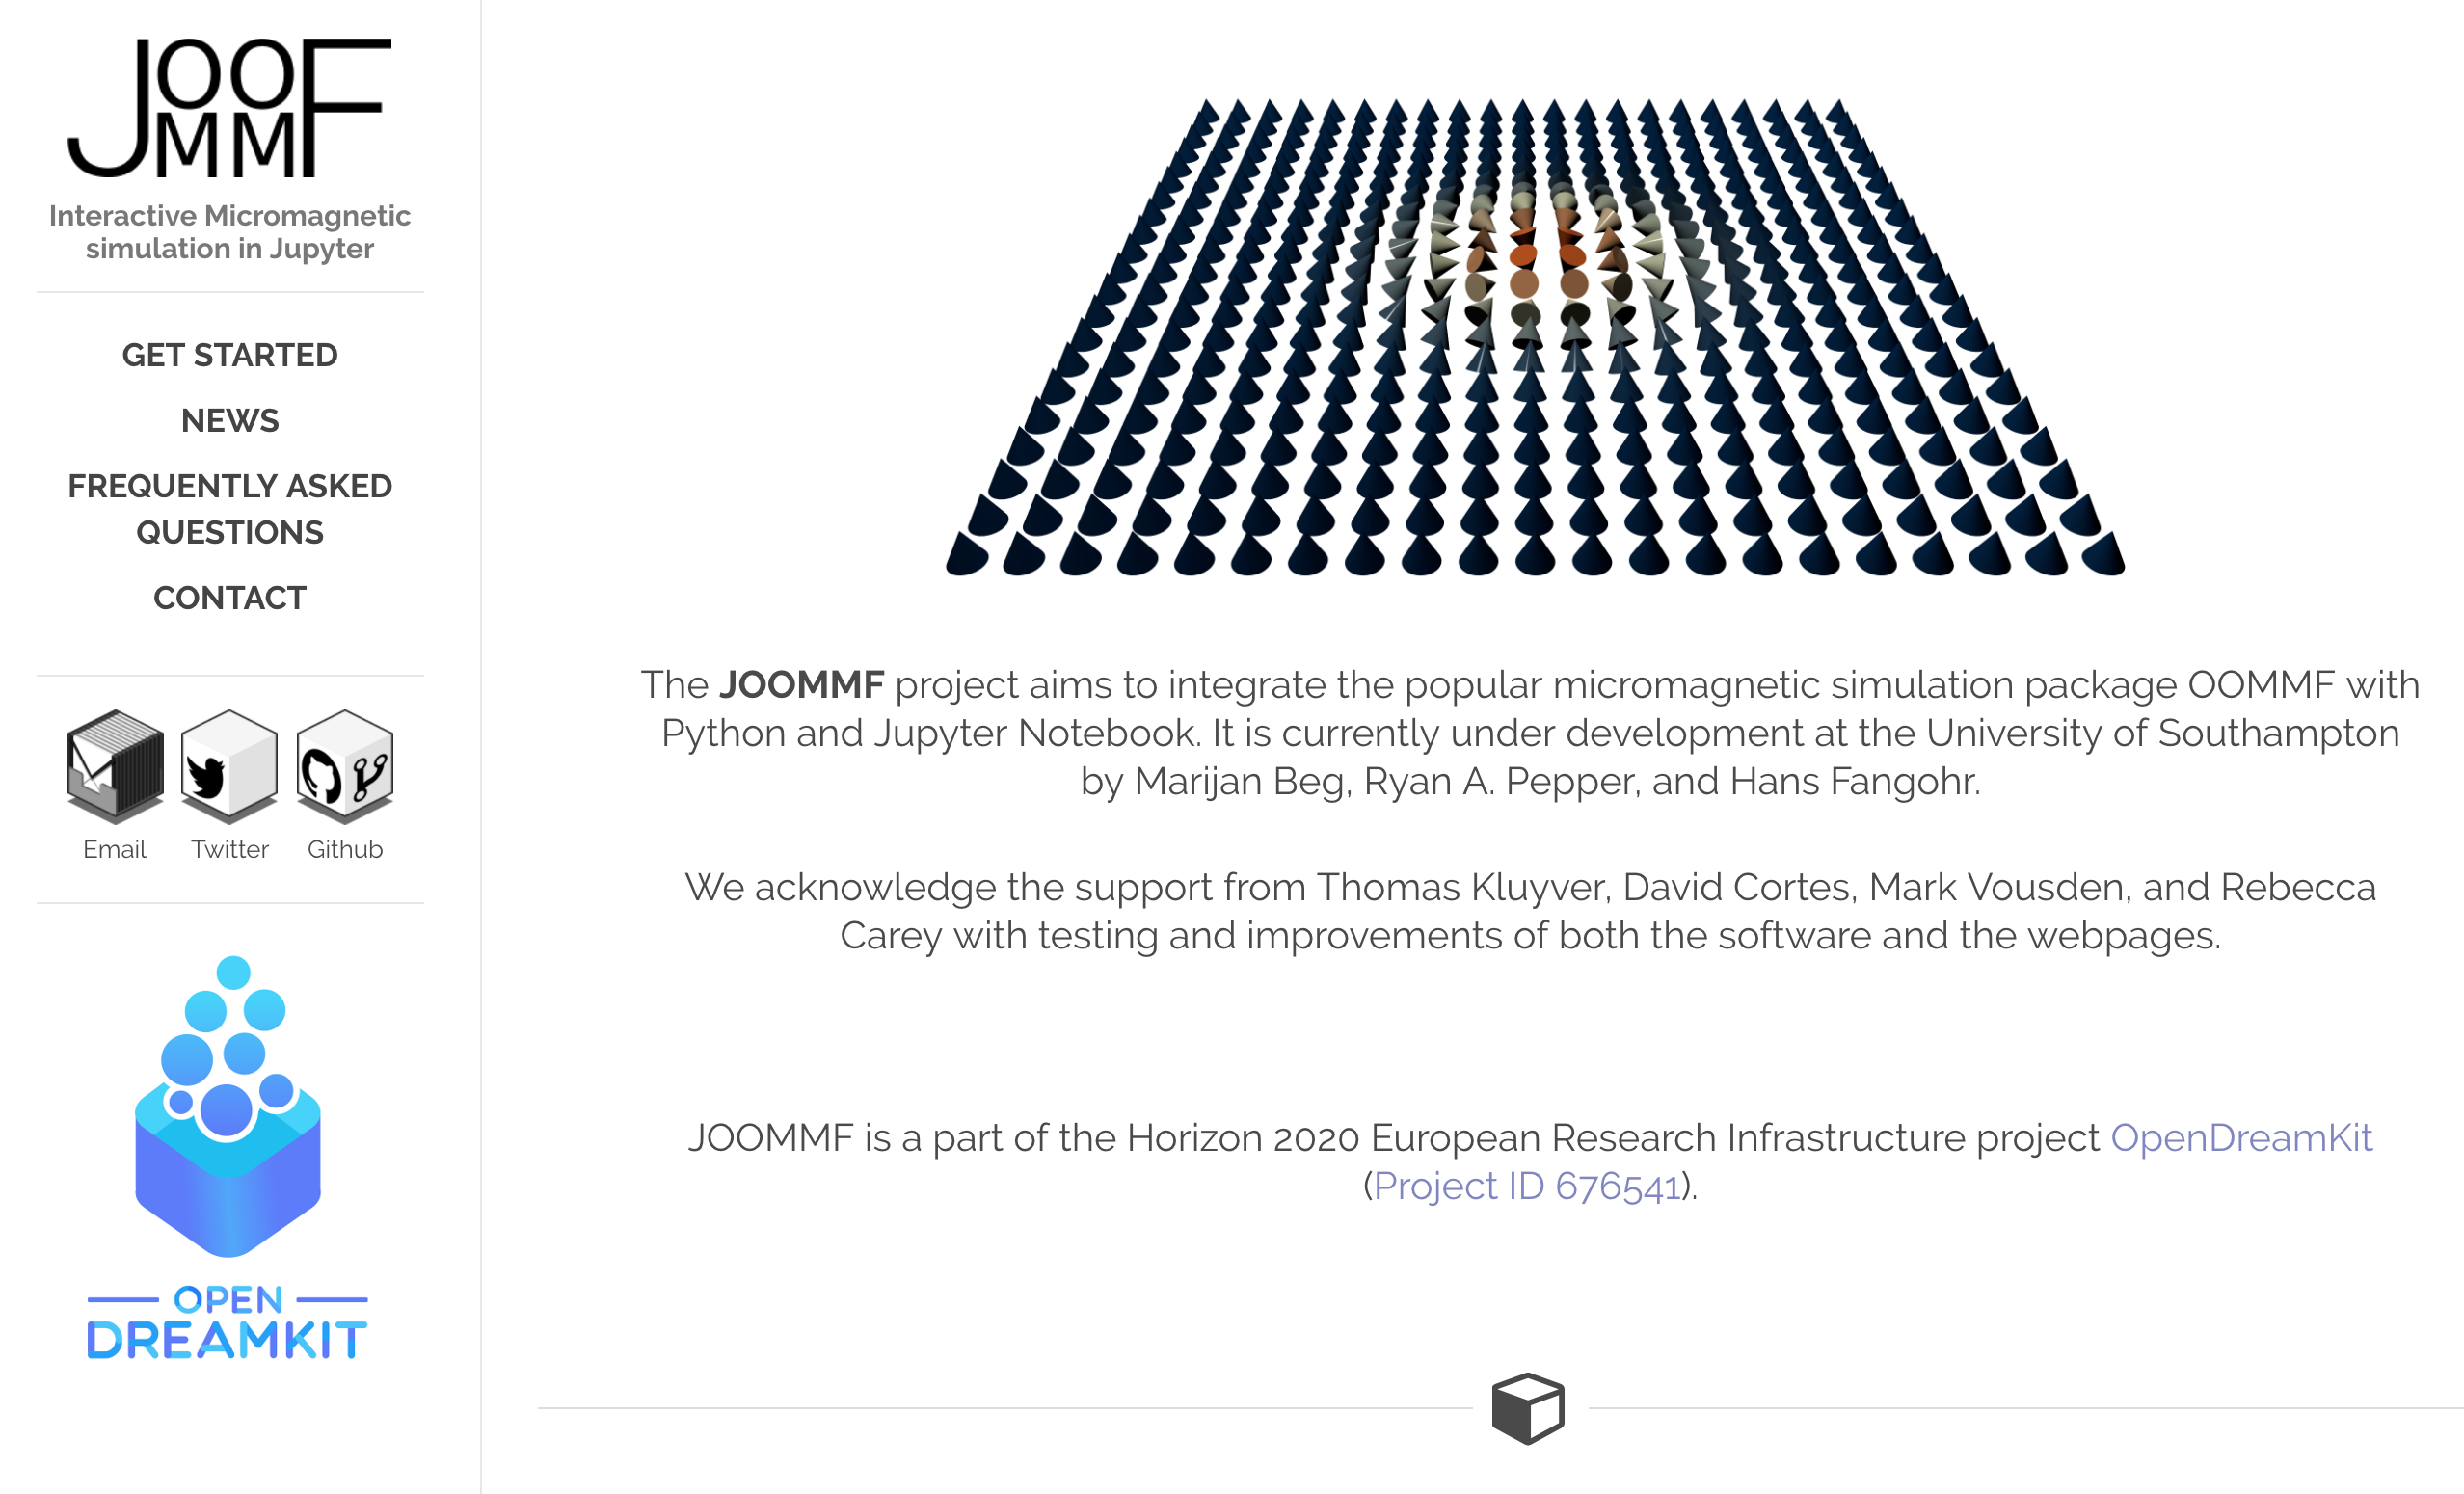 JOOMMF
Interactive Micromagnetic
simulation in Jupyter
GET STARTED
NEWS
FREQUENTLY ASKED
QUESTIONS
CONTACT
Email Twitter Github
OPEN
DREAMKIT
The JOOMMF project aims to integrate the popular micromagnetic simulation package OOMMF with
Python and Jupyter Notebook. It is currently under development at the University of Southampton
by Marijan Beg, Ryan A. Pepper, and Hans Fangohr.
We acknowledge the support from Thomas Kluyver, David Cortes, Mark Vousden, and Rebecca
Carey with testing and improvements of both the software and the webpages.
JOOMMF is a part of the Horizon 2020 European Research Infrastructure project OpenDreamKit
(Project ID 676541).